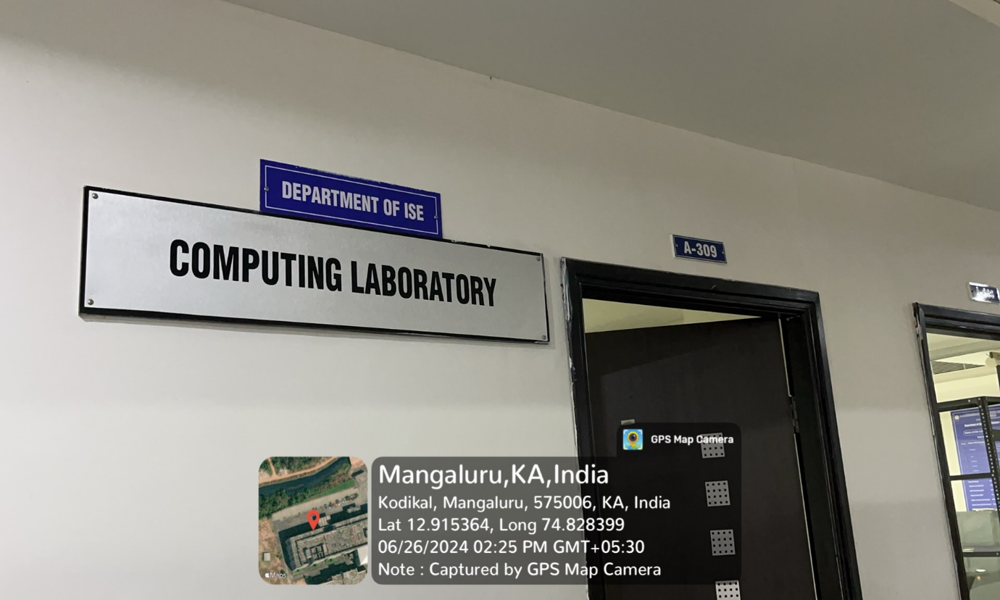 DEPARTMENT OF ISE
COMPUTING LABORATORY
A-309
GPS Map Camera
Mangaluru,KA,India
Kodikal, Mangaluru, 575006, KA, India
Lat 12.915364, Long 74.828399
06/26/2024 02:25 PM GMT+05:30
Note : Captured by GPS Map Camera
Maps